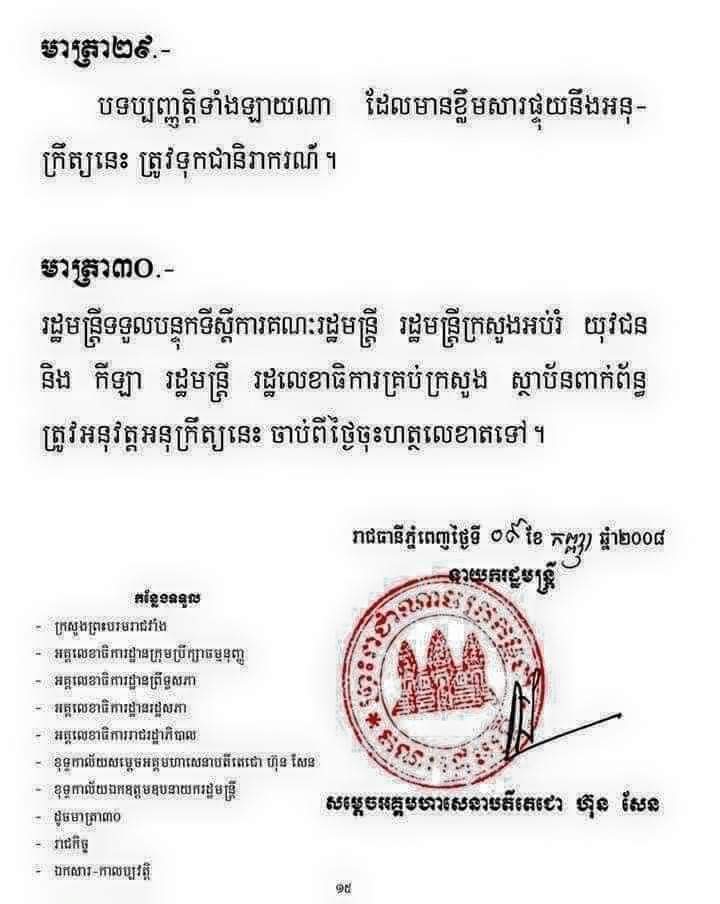 មាត្រា២៩.-
បទប្បញ្ញត្តិទាំងឡាយណា ដែលមានខ្លឹមសារផ្ទុយនឹងអនុ-
ក្រឹត្យនេះ ត្រូវទុកជានិរាករណ៍។
មាត្រា៣០.-
រដ្ឋមន្ត្រីទទួលបន្ទុកទីស្តីការគណៈរដ្ឋមន្ត្រី រដ្ឋមន្ត្រីក្រសួងអប់រំ យុវជន
និង កីឡា រដ្ឋមន្ត្រី រដ្ឋលេខាធិការគ្រប់ក្រសួង ស្ថាប័នពាក់ព័ន្ធ
ត្រូវអនុវត្តអនុក្រឹត្យនេះ ចាប់ពីថ្ងៃចុះហត្ថលេខាតទៅ។
រាជធានីភ្នំពេញថ្ងៃទី ០៩ ខែ កញ្ញា ឆ្នាំ២០០៨
នាយករដ្ឋមន្ត្រី
សម្តេចអគ្គមហាសេនាបតីតេជោ ហ៊ុន សែន
កន្លែងទទួល
- ក្រសួងព្រះបរមរាជវាំង
- អគ្គលេខាធិការដ្ឋានក្រុមប្រឹក្សាធម្មនុញ្ញ
- អគ្គលេខាធិការដ្ឋានព្រឹទ្ធសភា
- អគ្គលេខាធិការដ្ឋានរដ្ឋសភា
- អគ្គលេខាធិការរាជរដ្ឋាភិបាល
- ខុទ្ទកាល័យសម្តេចអគ្គមហាសេនាបតីតេជោ ហ៊ុន សែន
- ខុទ្ទកាល័យឯកឧត្តមឧបនាយករដ្ឋមន្ត្រី
- ដូចមាត្រា៣០
- រាជកិច្ច
- ឯកសារ-កាលប្បវត្តិ
១៥